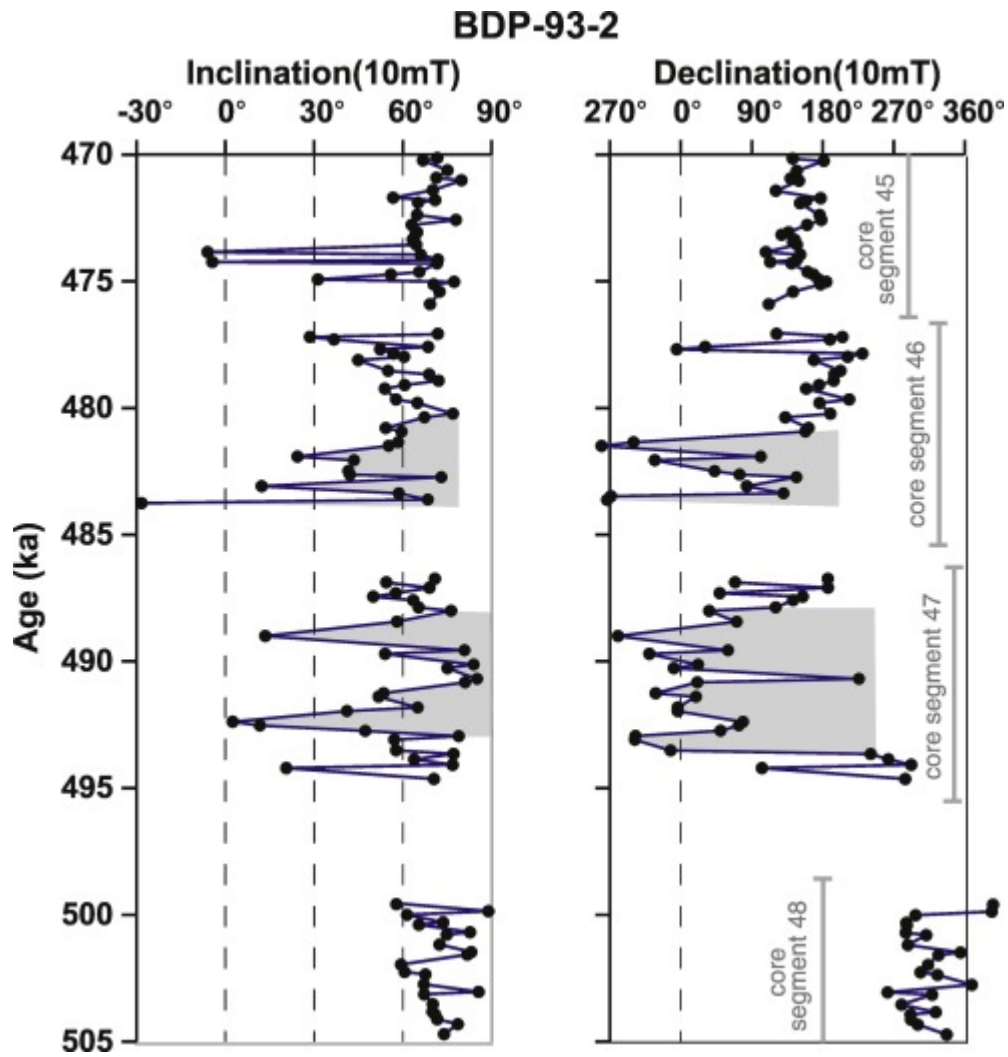 BDP-93-2
Inclination(10mT) Declination(10mT)
-30° 0° 30° 60° 90° 270° 0° 90° 180° 270° 360°
470
475
480
485
490
495
500
505
Age (ka)
core
segment 45
core segment 46
core segment 47
core
segment 48